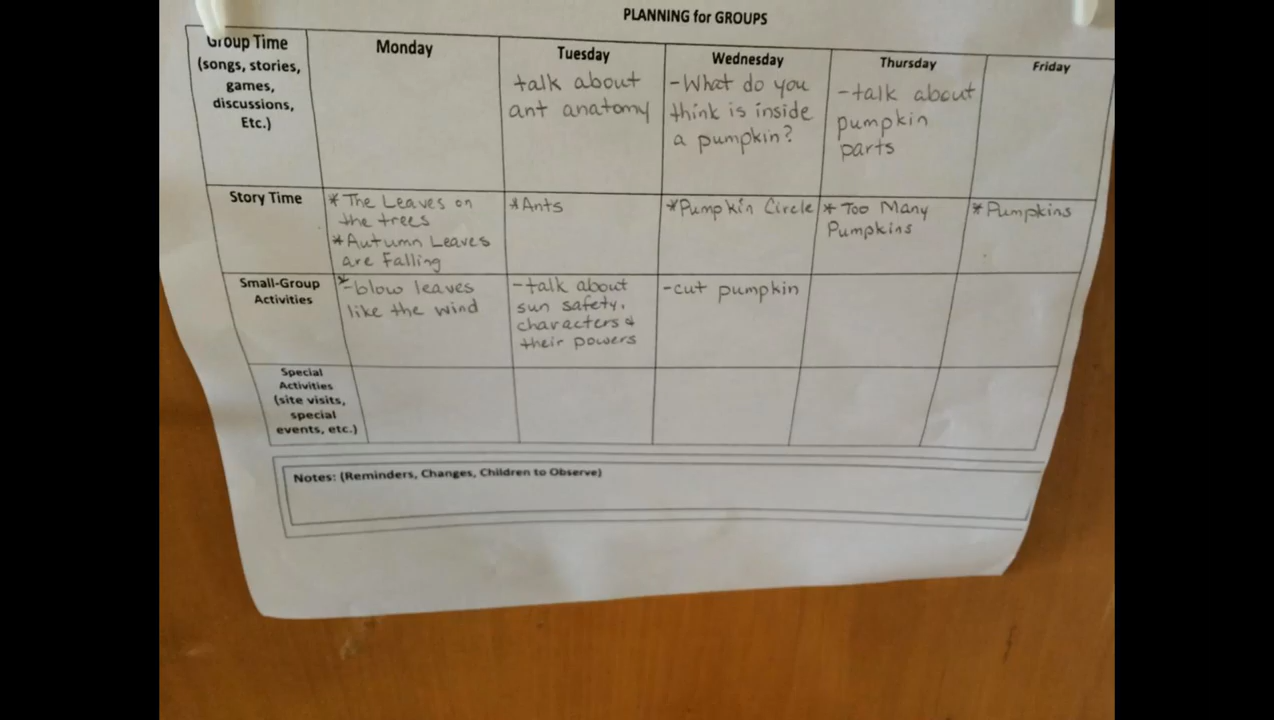 PLANNING for GROUPS
Group Time
(songs, stories,
games,
discussions,
Etc.)
Monday
Tuesday
talk about
ant anatomy
Wednesday
-What do you
think is inside
a pumpkin?
Thursday
-talk about
pumpkin
parts
Friday
Story Time
* The Leaves on
the trees
*Autumn Leaves
are Falling
*Ants
*Pumpkin Circle
* Too Many
Pumpkins
*Pumpkins
Small-Group
Activities
-blow leaves
like the wind
-talk about
sun safety,
characters &
their powers
-cut pumpkin
Special
Activities
(site visits,
special
events, etc.)
Notes: (Reminders, Changes, Children to Observe)